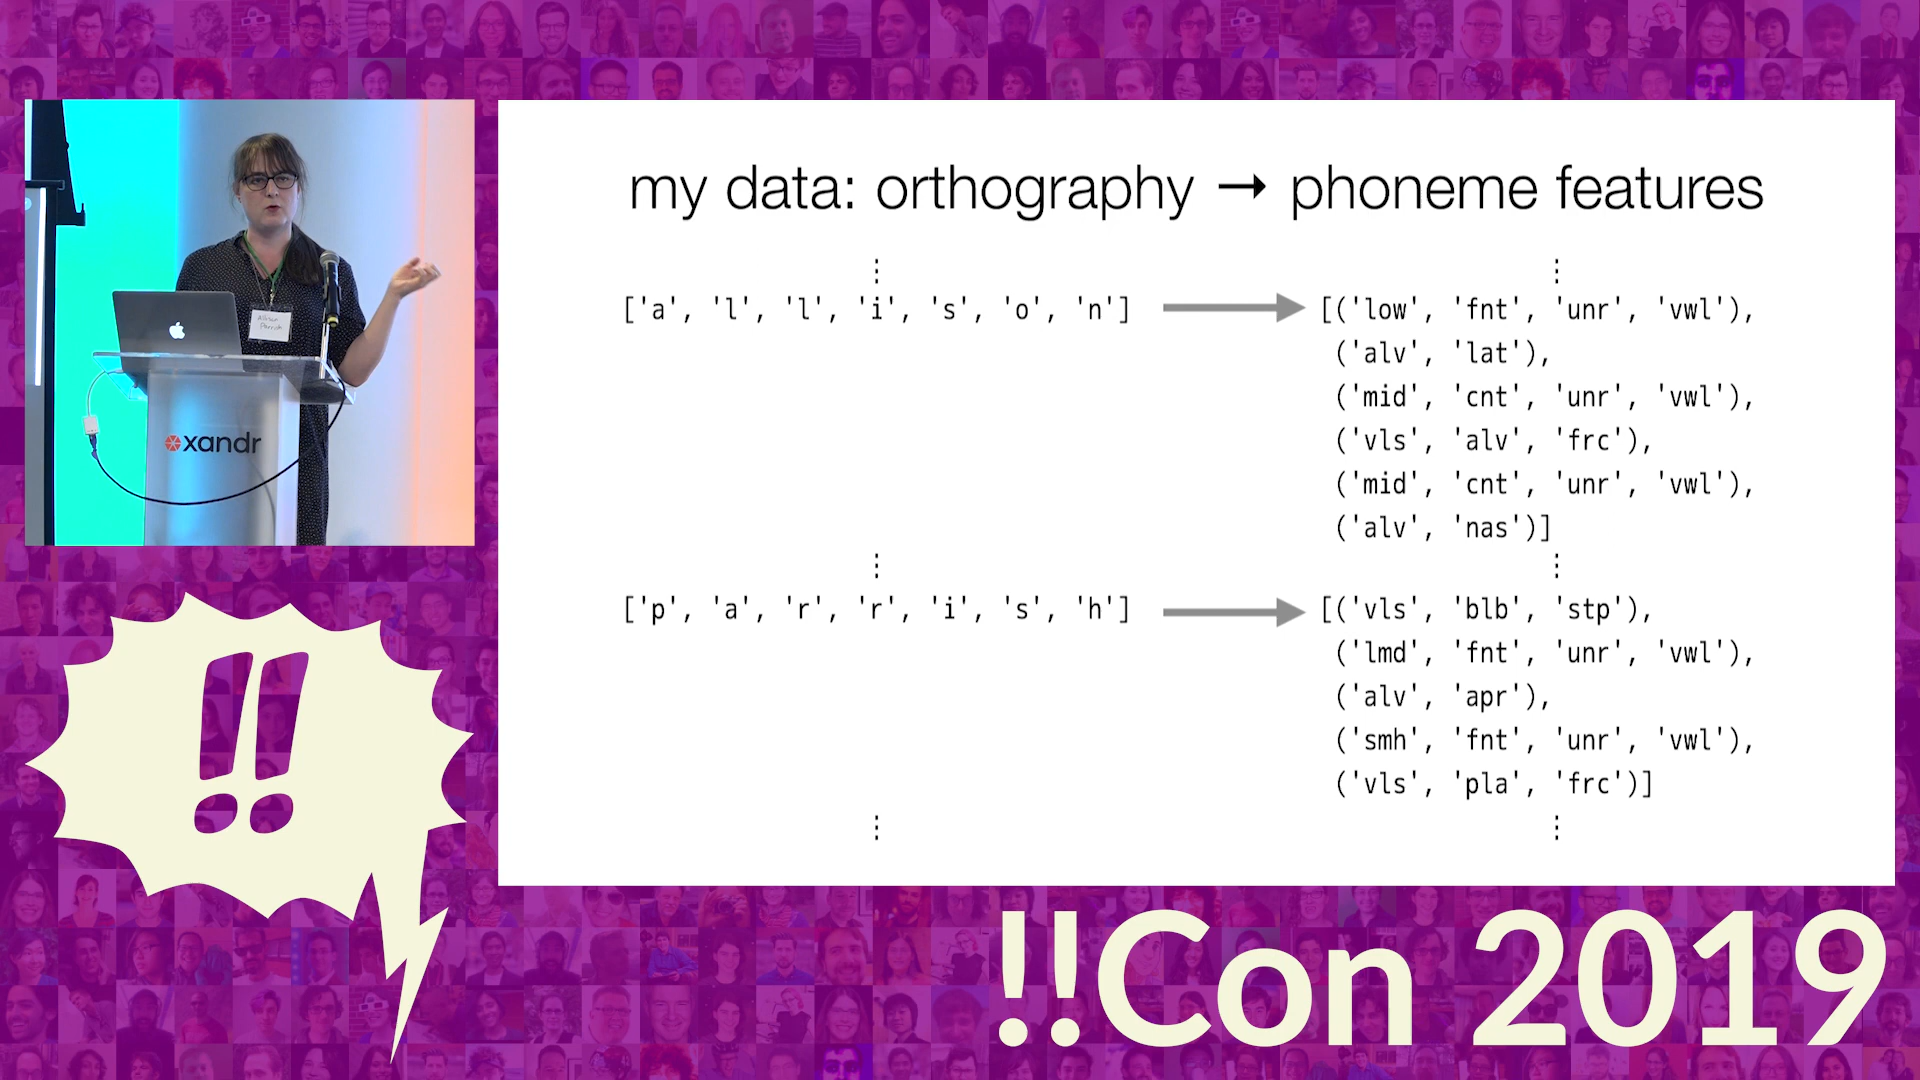 my data: orthography → phoneme features
⋮ ⋮
['a', 'l', 'l', 'i', 's', 'o', 'n'] → [('low', 'fnt', 'unr', 'vwl'),
('alv', 'lat'),
('mid', 'cnt', 'unr', 'vwl'),
('vls', 'alv', 'frc'),
('mid', 'cnt', 'unr', 'vwl'),
('alv', 'nas')]
⋮ ⋮
['p', 'a', 'r', 'r', 'i', 's', 'h'] → [('vls', 'blb', 'stp'),
('lmd', 'fnt', 'unr', 'vwl'),
('alv', 'apr'),
('smh', 'fnt', 'unr', 'vwl'),
('vls', 'pla', 'frc')]
⋮ ⋮
Allison
Parrish
xandr
!!
!!Con 2019